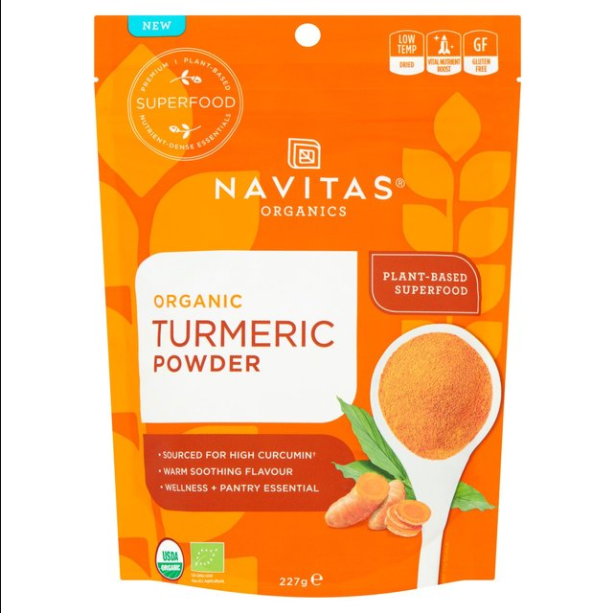 NEW
PREMIUM | PLANT-BASED
SUPERFOOD
NUTRIENT-DENSE ESSENTIALS
LOW
TEMP
DRIED
VITAL NUTRIENT
BOOST
GF
GLUTEN
FREE
NAVITAS®
ORGANICS
PLANT-BASED
SUPERFOOD
ORGANIC
TURMERIC
POWDER
• SOURCED FOR HIGH CURCUMIN†
• WARM SOOTHING FLAVOUR
• WELLNESS + PANTRY ESSENTIAL
USDA
ORGANIC
227g ℮